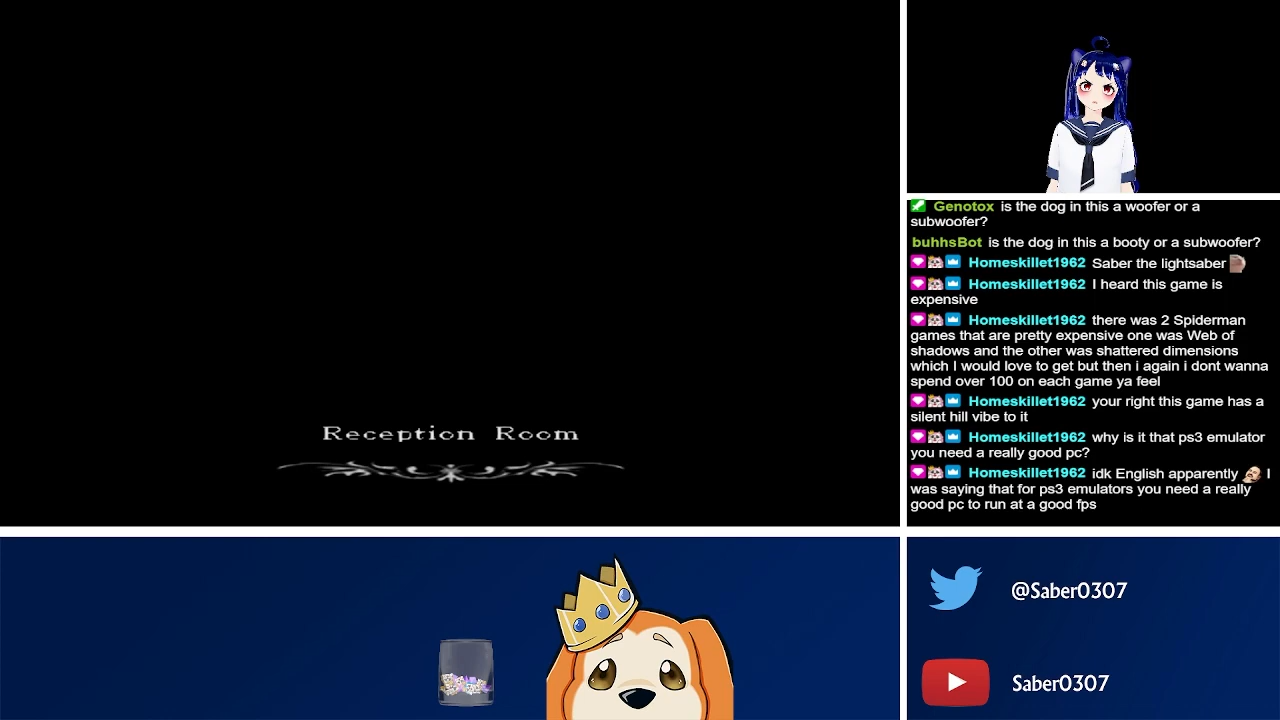 Reception Room
Genotox is the dog in this a woofer or a
subwoofer?
buhhsBot is the dog in this a booty or a subwoofer?
Homeskillet1962 Saber the lightsaber
Homeskillet1962 I heard this game is
expensive
Homeskillet1962 there was 2 Spiderman
games that are pretty expensive one was Web of
shadows and the other was shattered dimensions
which I would love to get but then i again i dont wanna
spend over 100 on each game ya feel
Homeskillet1962 your right this game has a
silent hill vibe to it
Homeskillet1962 why is it that ps3 emulator
you need a really good pc?
Homeskillet1962 idk English apparently I
was saying that for ps3 emulators you need a really
good pc to run at a good fps
@Saber0307
Saber0307